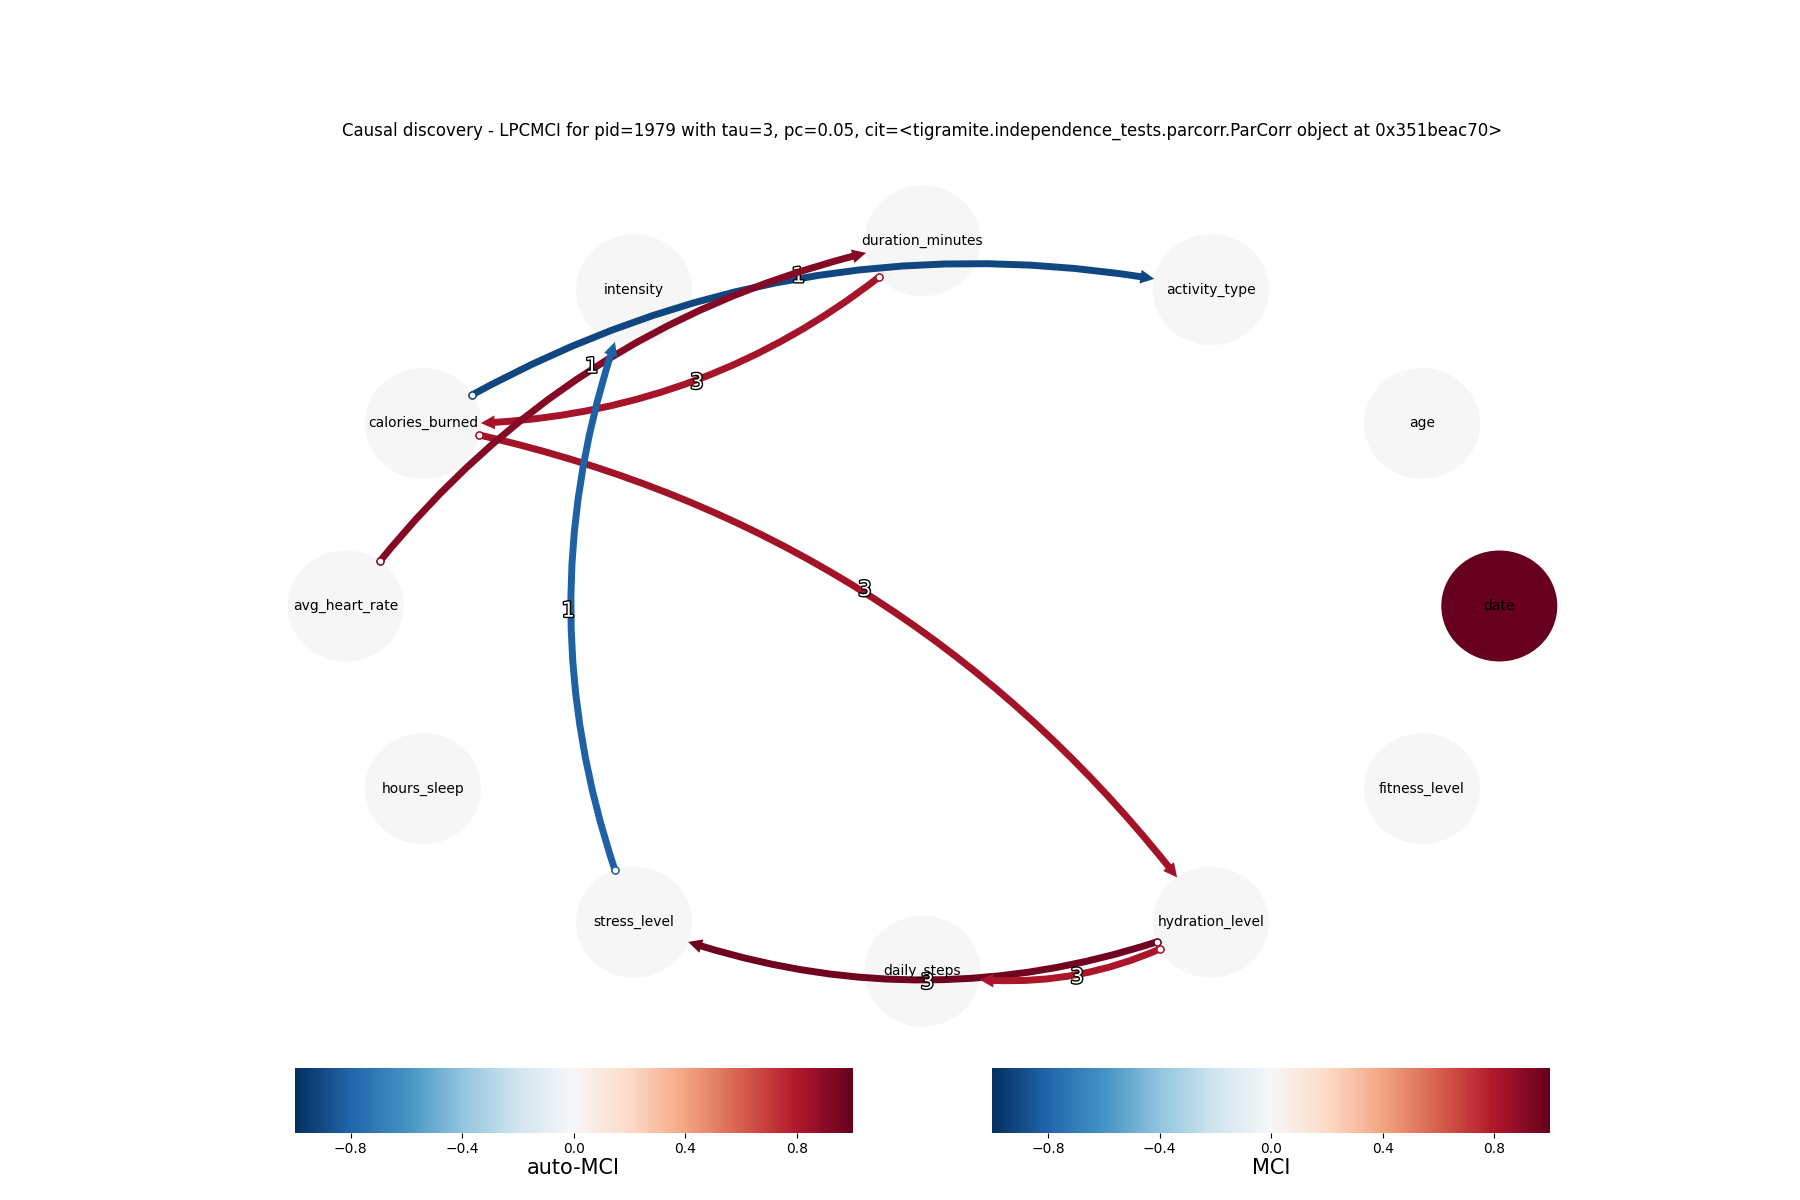 Causal discovery - LPCMCI for pid=1979 with tau=3, pc=0.05, cit=<tigramite.independence_tests.parcorr.ParCorr object at 0x351beac70>
duration_minutes
1
intensity
activity_type
1
3
calories_burned
age
3
avg_heart_rate
date
1
hours_sleep
fitness_level
stress_level
hydration_level
daily_steps
3
3
−0.8 −0.4 0.0 0.4 0.8
auto-MCI
−0.8 −0.4 0.0 0.4 0.8
MCI